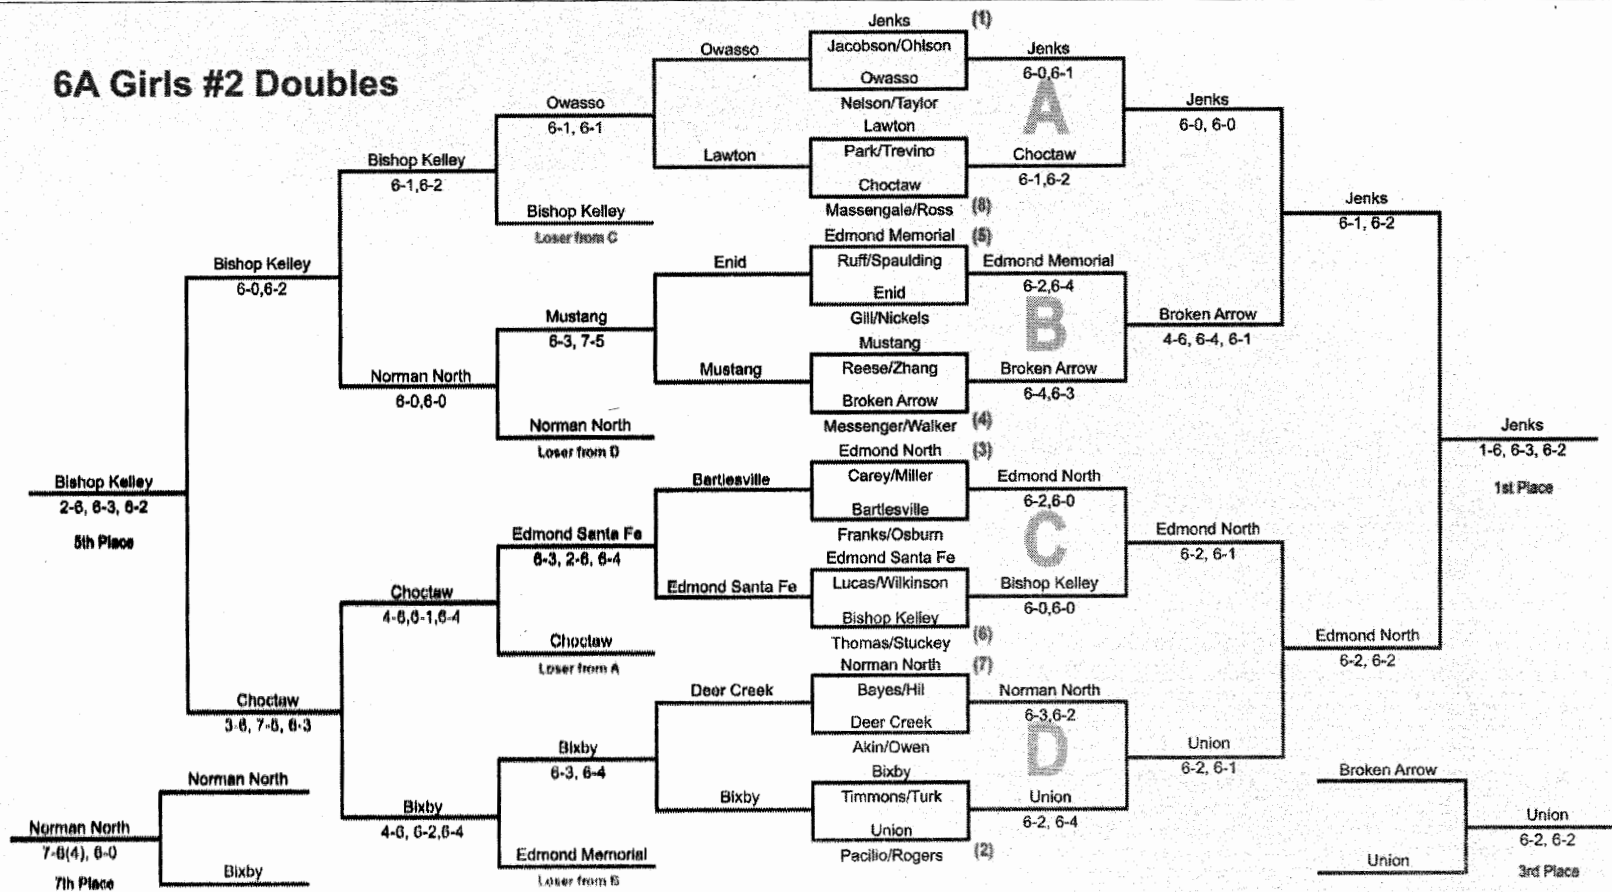 6A Girls #2 Doubles
Jenks (1)
Jacobson/Ohlson
Owasso
Nelson/Taylor
Lawton
Park/Trevino
Choctaw
Massengale/Ross (8)
Edmond Memorial (5)
Ruff/Spaulding
Enid
Gill/Nickels
Mustang
Reese/Zhang
Broken Arrow
Messenger/Walker (4)
Edmond North (3)
Carey/Miller
Bartlesville
Franks/Osburn
Edmond Santa Fe
Lucas/Wilkinson
Bishop Kelley
Thomas/Stuckey (6)
Norman North (7)
Bayes/Hil
Deer Creek
Akin/Owen
Bixby
Timmons/Turk
Union
Pacilio/Rogers (2)
Jenks
6-0,6-1
A
Choctaw
6-1,6-2
Edmond Memorial
6-2,6-4
B
Broken Arrow
6-4,6-3
Edmond North
6-2,6-0
C
Bishop Kelley
6-0,6-0
Norman North
6-3,6-2
D
Union
6-2, 6-4
Jenks
6-0, 6-0
Broken Arrow
4-6, 6-4, 6-1
Edmond North
6-2, 6-1
Union
6-2, 6-1
Jenks
6-1, 6-2
Edmond North
6-2, 6-2
Jenks
1-6, 6-3, 6-2
1st Place
Broken Arrow
Union
Union
6-2, 6-2
3rd Place
Owasso
Lawton
Enid
Mustang
Bartlesville
Edmond Santa Fe
Deer Creek
Bixby
Owasso
6-1, 6-1
Bishop Kelley
Loser from C
Mustang
6-3, 7-5
Norman North
Loser from D
Edmond Santa Fe
6-3, 2-6, 6-4
Choctaw
Loser from A
Bixby
6-3, 6-4
Edmond Memorial
Loser from B
Bishop Kelley
6-1,6-2
Norman North
6-0,6-0
Choctaw
4-6,6-1,6-4
Bixby
4-6, 6-2,6-4
Bishop Kelley
6-0,6-2
Choctaw
3-6, 7-6, 6-3
Bishop Kelley
2-6, 6-3, 6-2
5th Place
Norman North
Bixby
Norman North
7-6(4), 6-0
7th Place